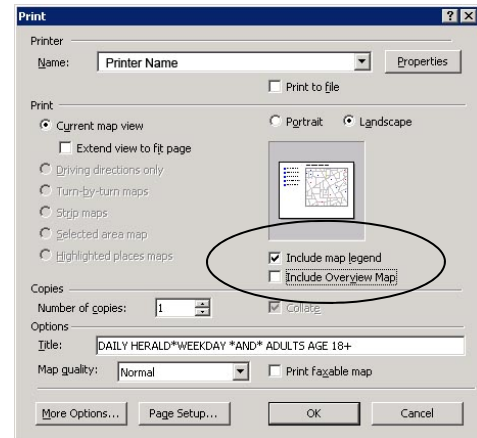 Print
Printer
Name: Printer Name Properties
Print to file
Print
Current map view Portrait Landscape
Extend view to fit page
Driving directions only
Turn-by-turn maps
Strip maps
Selected area map
Highlighted places maps Include map legend
Include Overview Map
Copies
Number of copies: 1 Collate
Options
Title: DAILY HERALD*WEEKDAY *AND* ADULTS AGE 18+
Map quality: Normal Print faxable map
More Options... Page Setup... OK Cancel